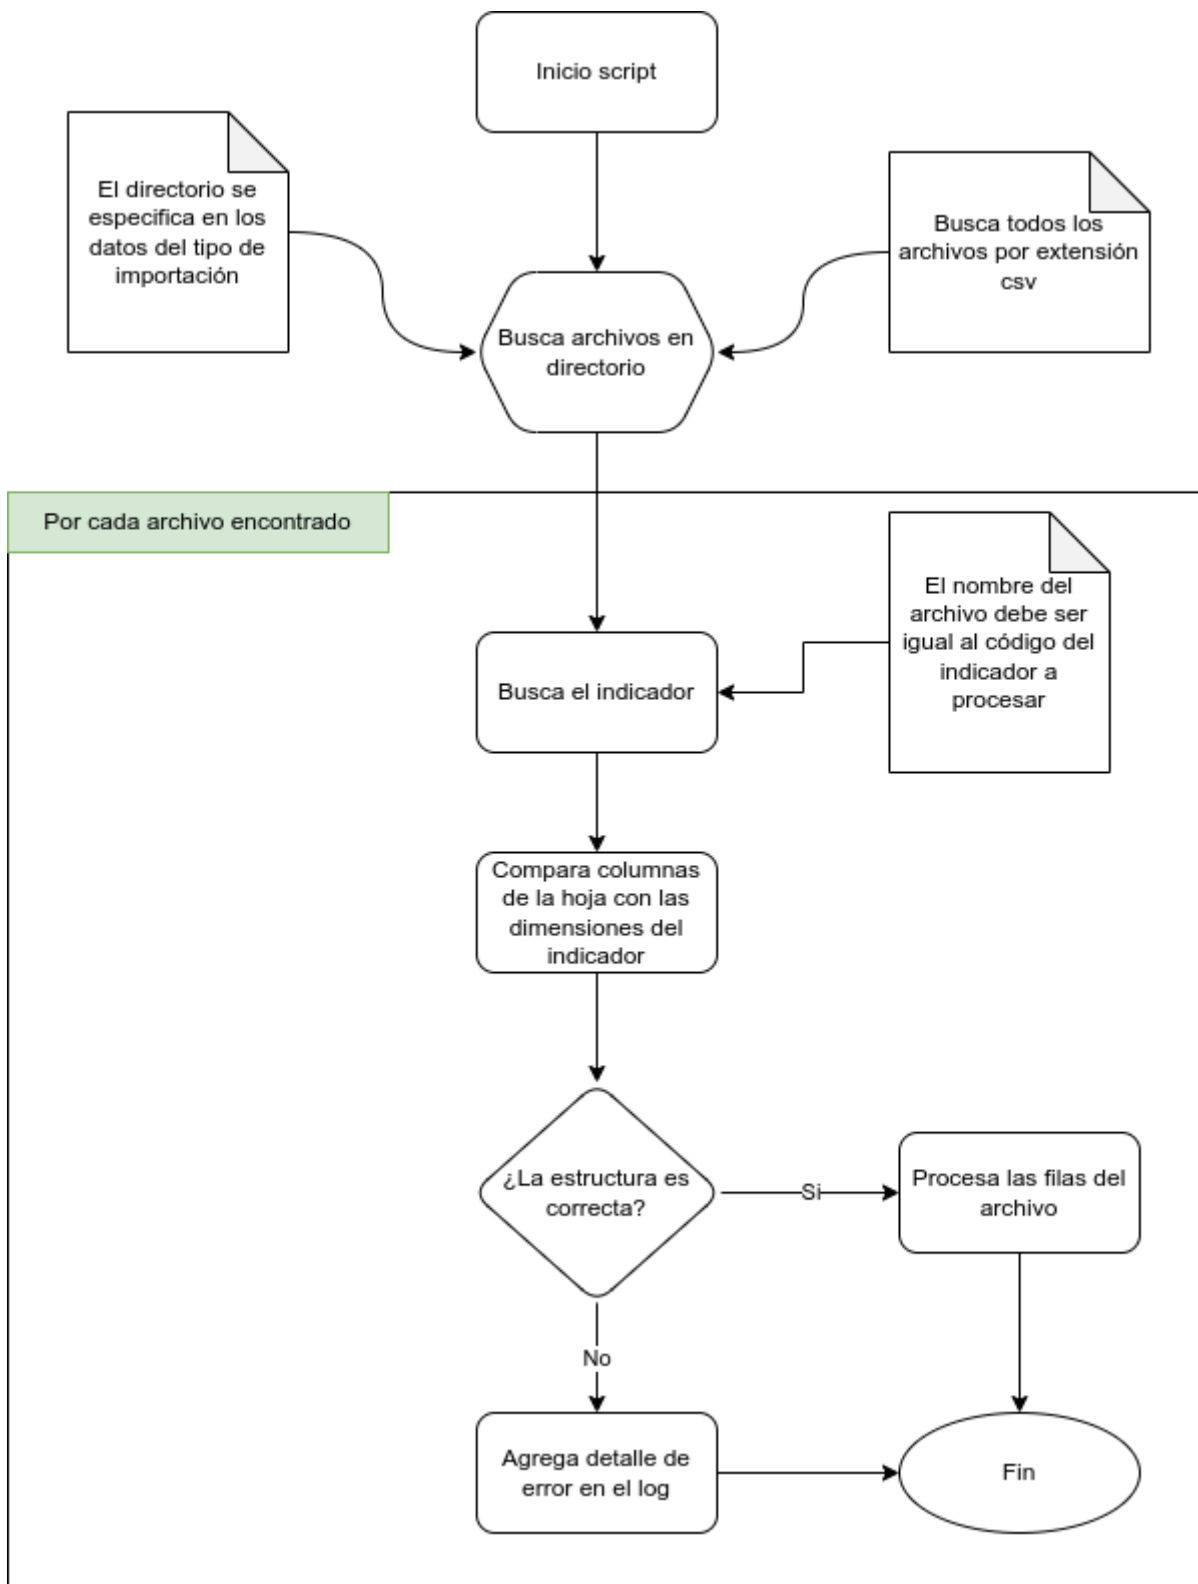 Inicio script
El directorio se
especifica en los
datos del tipo de
importación
Busca todos los
archivos por extensión
csv
Busca archivos en
directorio
Por cada archivo encontrado
El nombre del
archivo debe ser
igual al código del
indicador a
procesar
Busca el indicador
Compara columnas
de la hoja con las
dimensiones del
indicador
¿La estructura es
correcta?
Si
Procesa las filas del
archivo
No
Agrega detalle de
error en el log
Fin